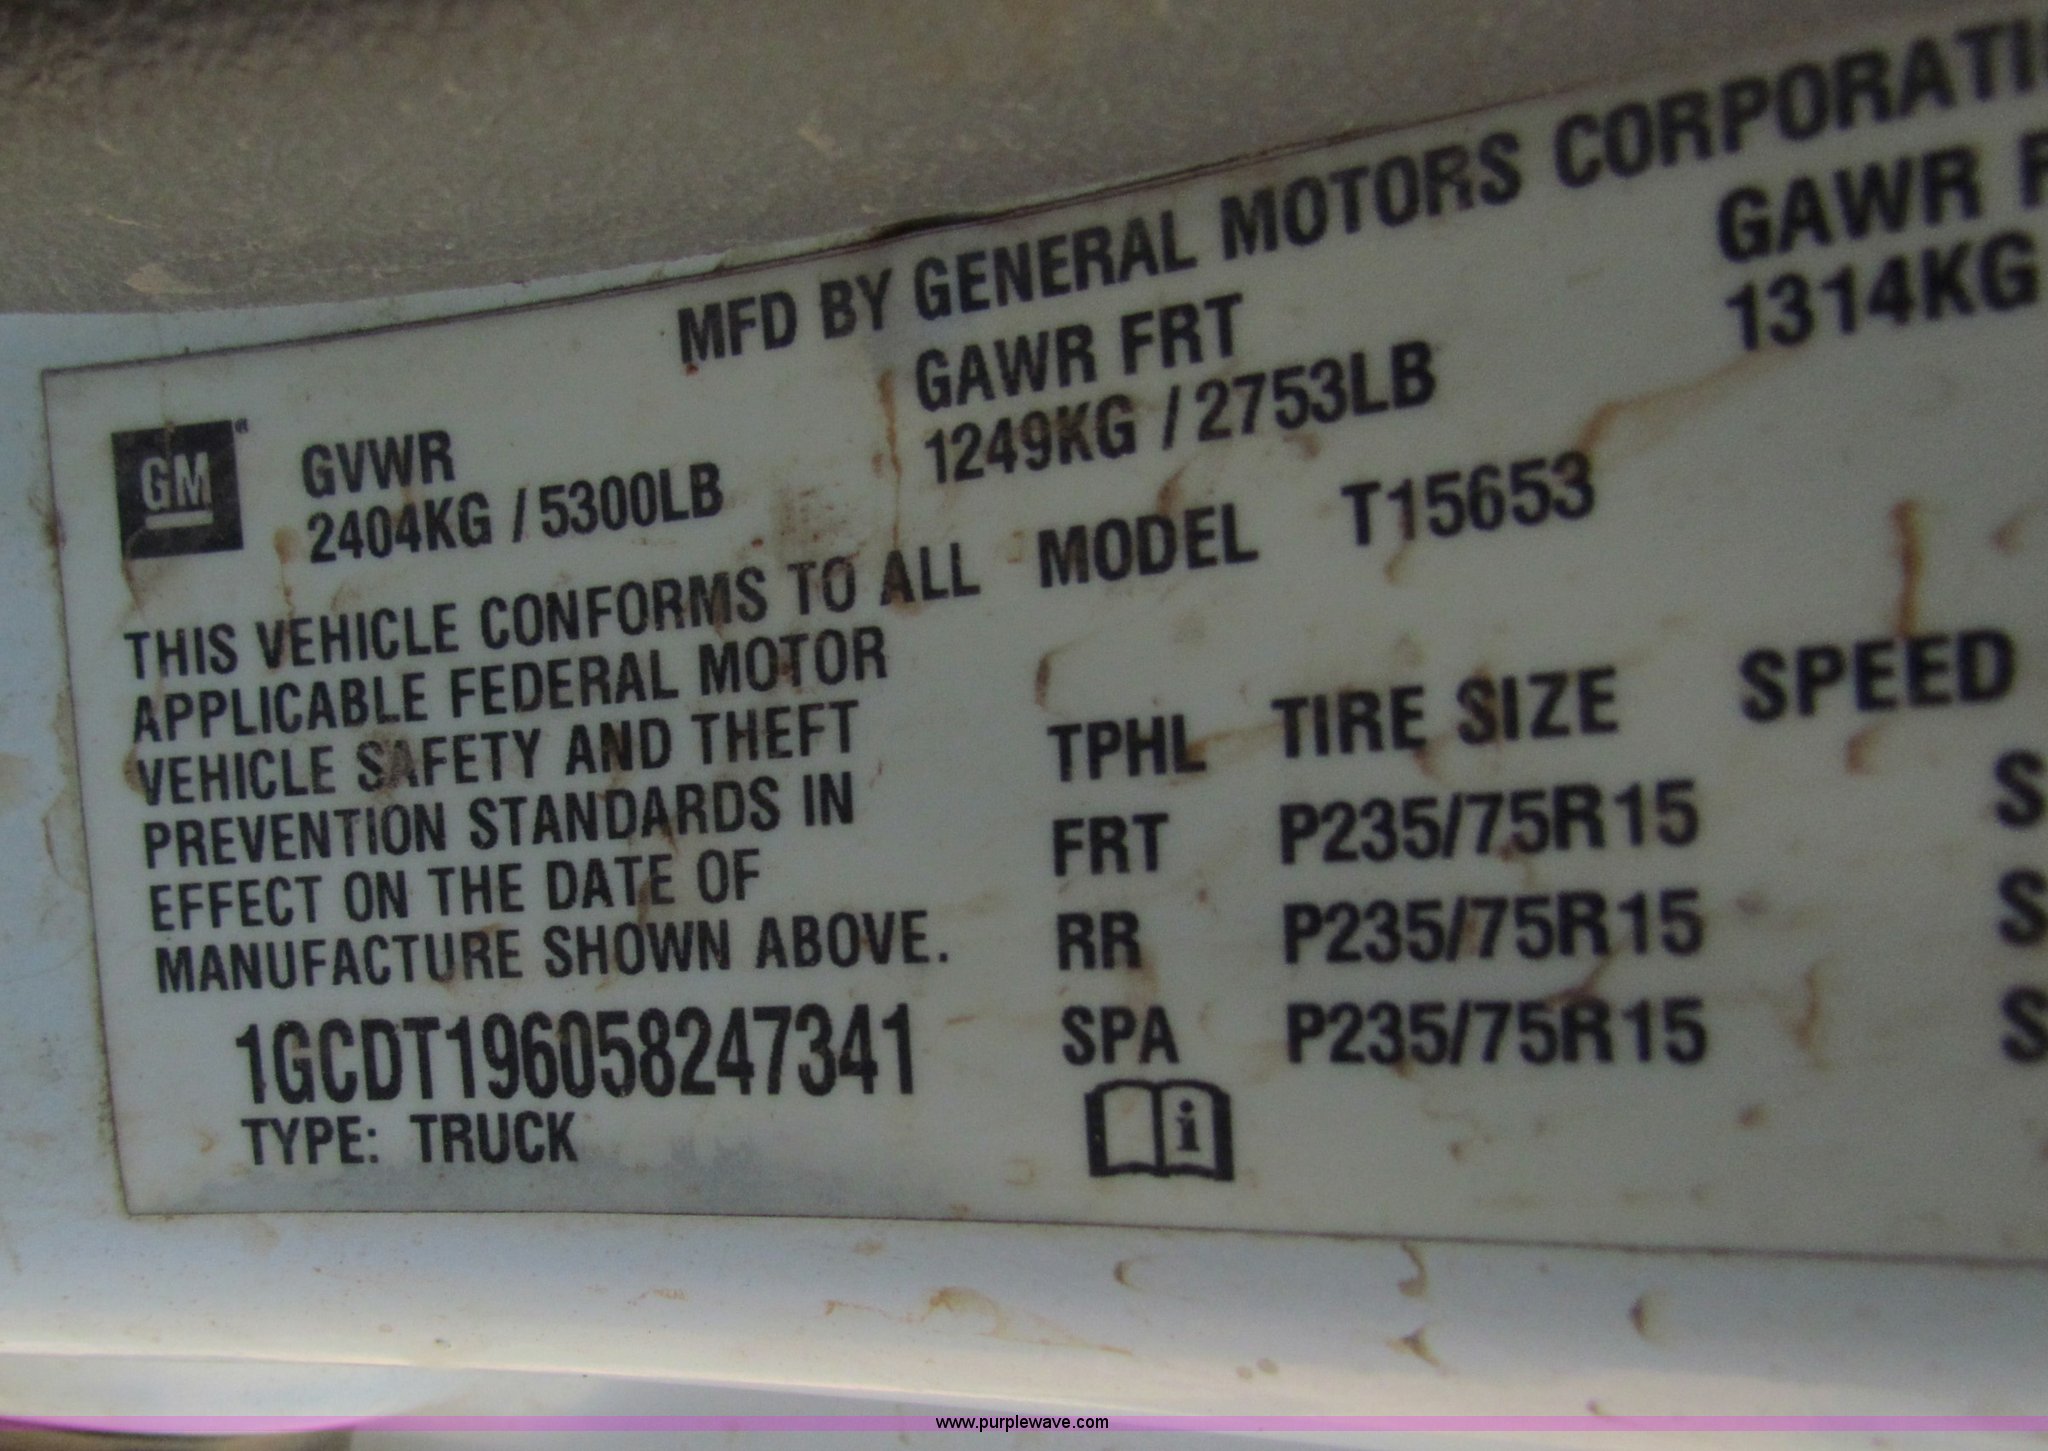 MFD BY GENERAL MOTORS CORPORATI
GM
GVWR
2404KG / 5300LB
GAWR FRT
1249KG / 2753LB
GAWR
1314KG
THIS VEHICLE CONFORMS TO ALL
APPLICABLE FEDERAL MOTOR
VEHICLE SAFETY AND THEFT
PREVENTION STANDARDS IN
EFFECT ON THE DATE OF
MANUFACTURE SHOWN ABOVE.
1GCDT196058247341
TYPE: TRUCK
MODEL T15653
TPHL TIRE SIZE SPEED
FRT P235/75R15 S
RR P235/75R15 S
SPA P235/75R15 S
i
www.purplewave.com